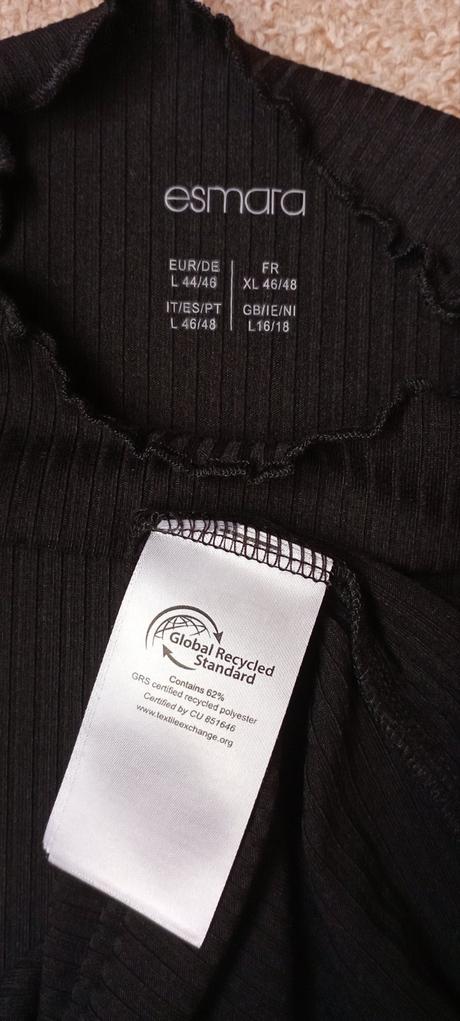 esmara
EUR/DE
L 44/46
FR
XL 46/48
IT/ES/PT
L 46/48
GB/IE/NI
L16/18
Global Recycled
Standard
Contains 62%
GRS certified recycled polyester
Certified by CU 851646
www.textileexchange.org